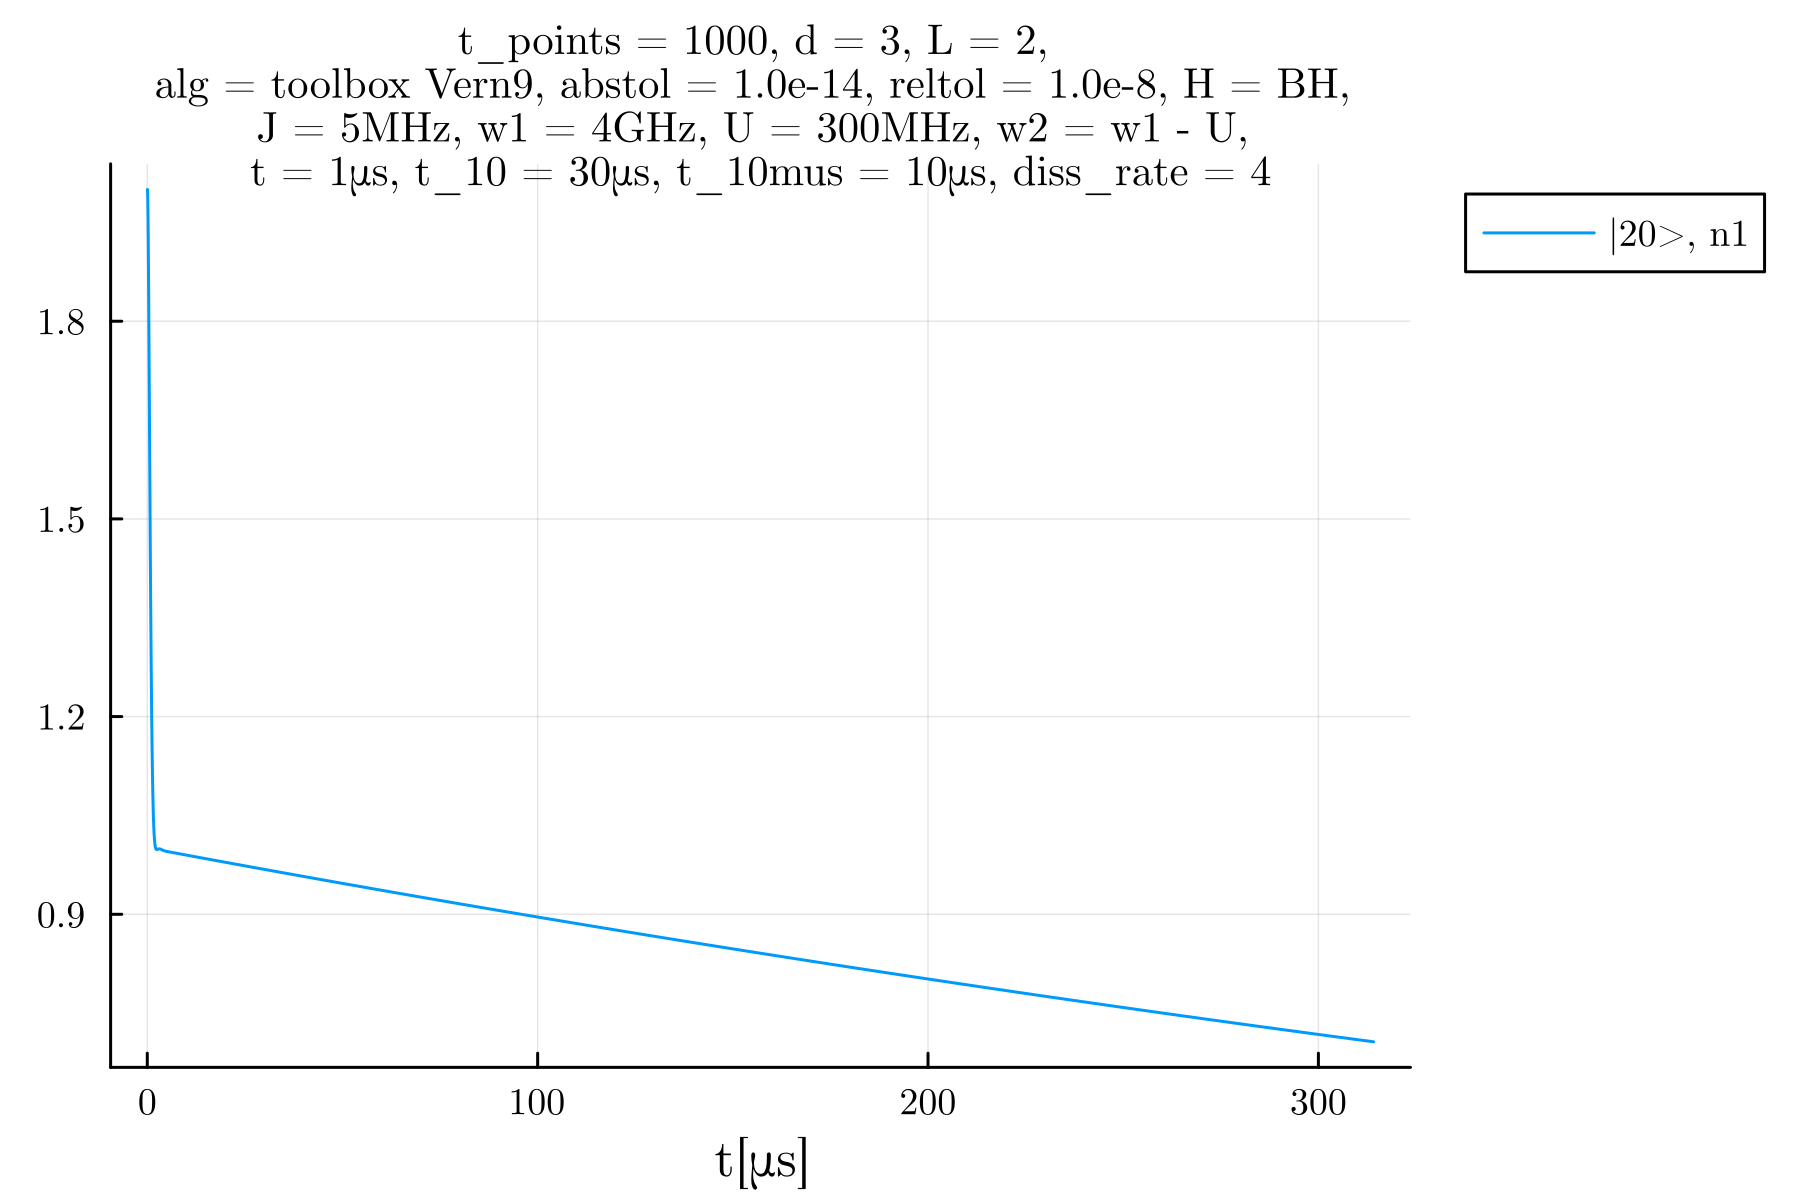 t_points = 1000, d = 3, L = 2,
alg = toolbox Vern9, abstol = 1.0e-14, reltol = 1.0e-8, H = BH,
J = 5MHz, w1 = 4GHz, U = 300MHz, w2 = w1 - U,
t = 1μs, t_10 = 30μs, t_10mus = 10μs, diss_rate = 4
|20>, n1
1.8
1.5
1.2
0.9
0 100 200 300
t[μs]